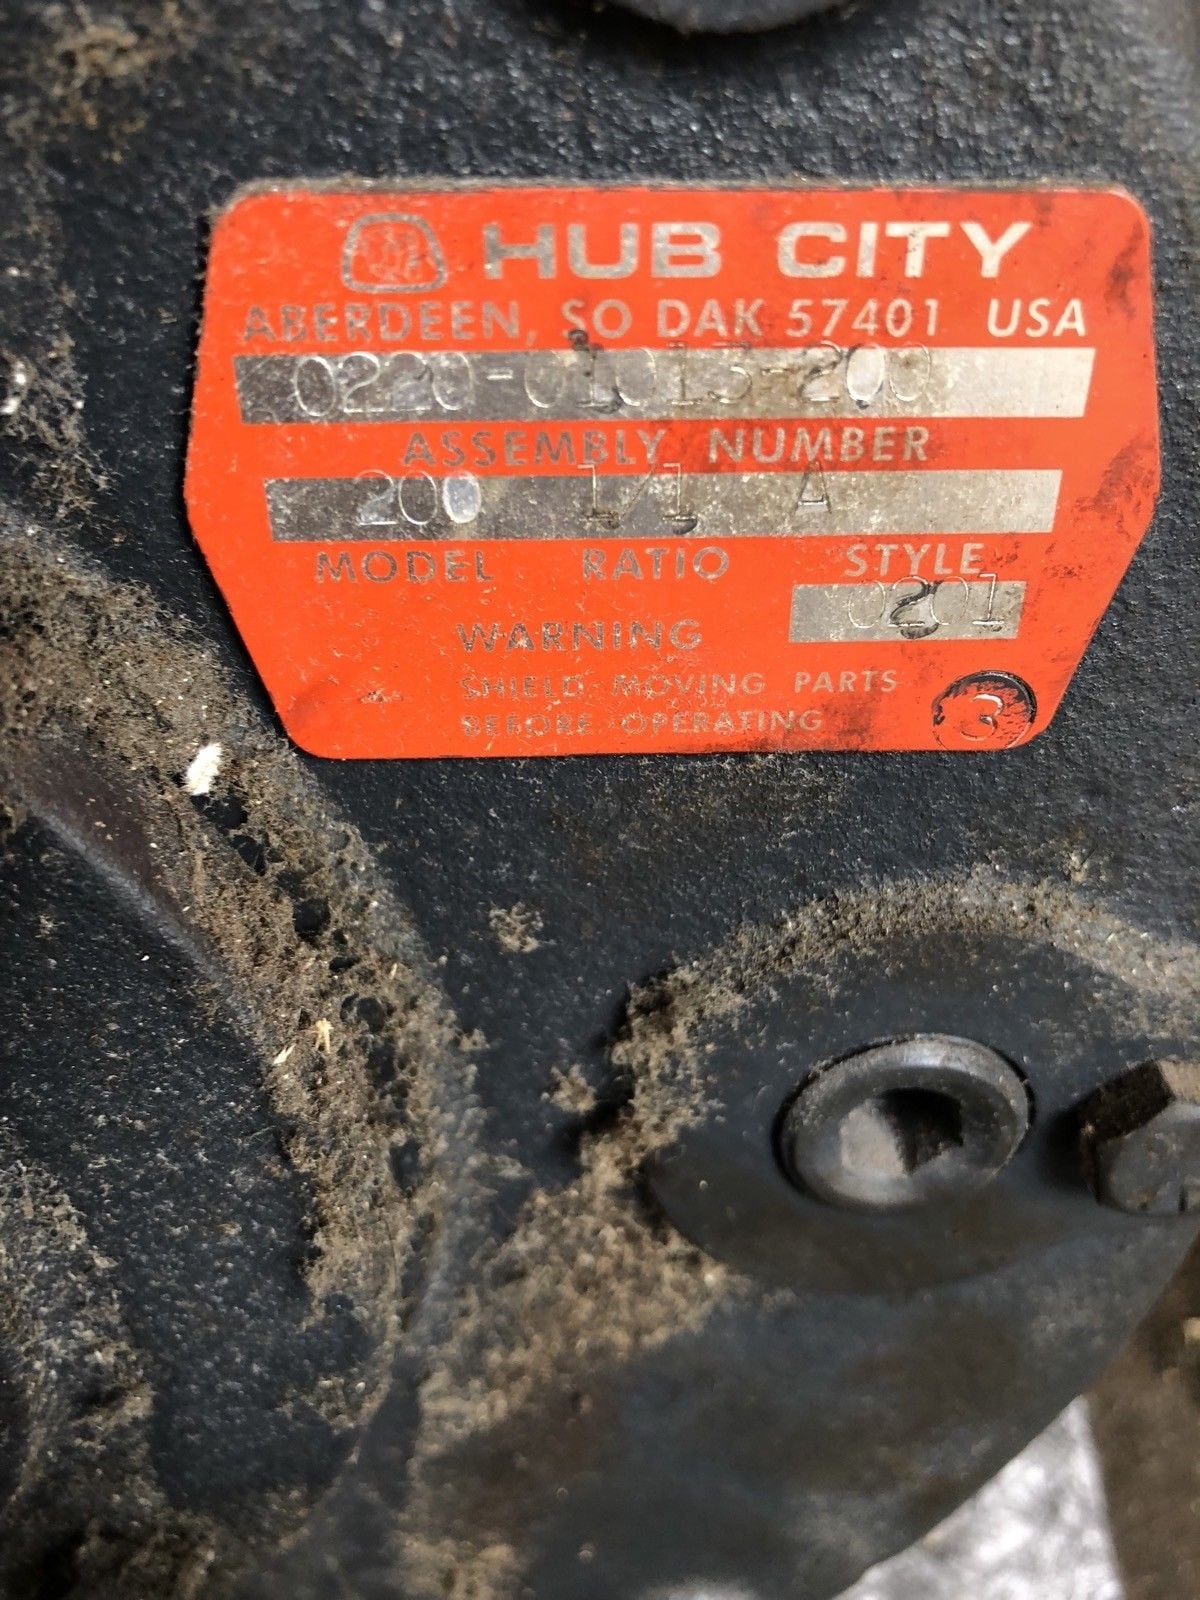 HUB CITY
ABERDEEN, SO DAK 57401 USA
0220-01013-200
ASSEMBLY NUMBER
200 1/1 A
MODEL RATIO STYLE
0201
WARNING
SHIELD MOVING PARTS
BEFORE OPERATING
3